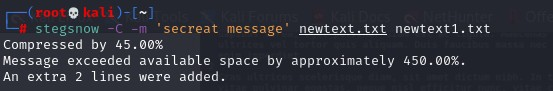 ┌──(root💀kali)-[~]
└─# stegsnow -C -m 'secreat message' newtext.txt newtext1.txt
Compressed by 45.00%
Message exceeded available space by approximately 450.00%.
An extra 2 lines were added.